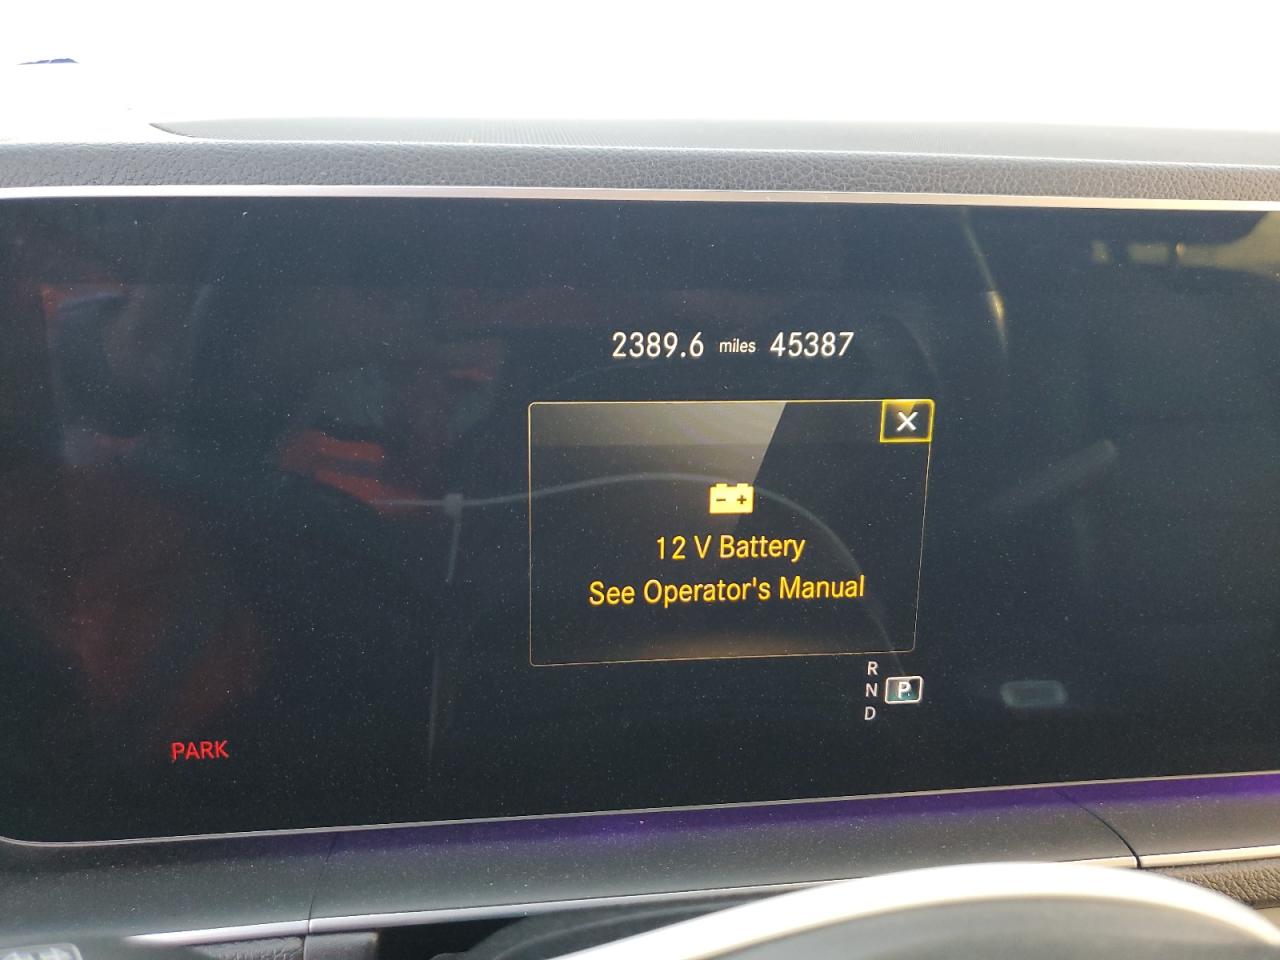 2389.6 miles 45387
X
- +
12 V Battery
See Operator's Manual
R
N P
D
PARK